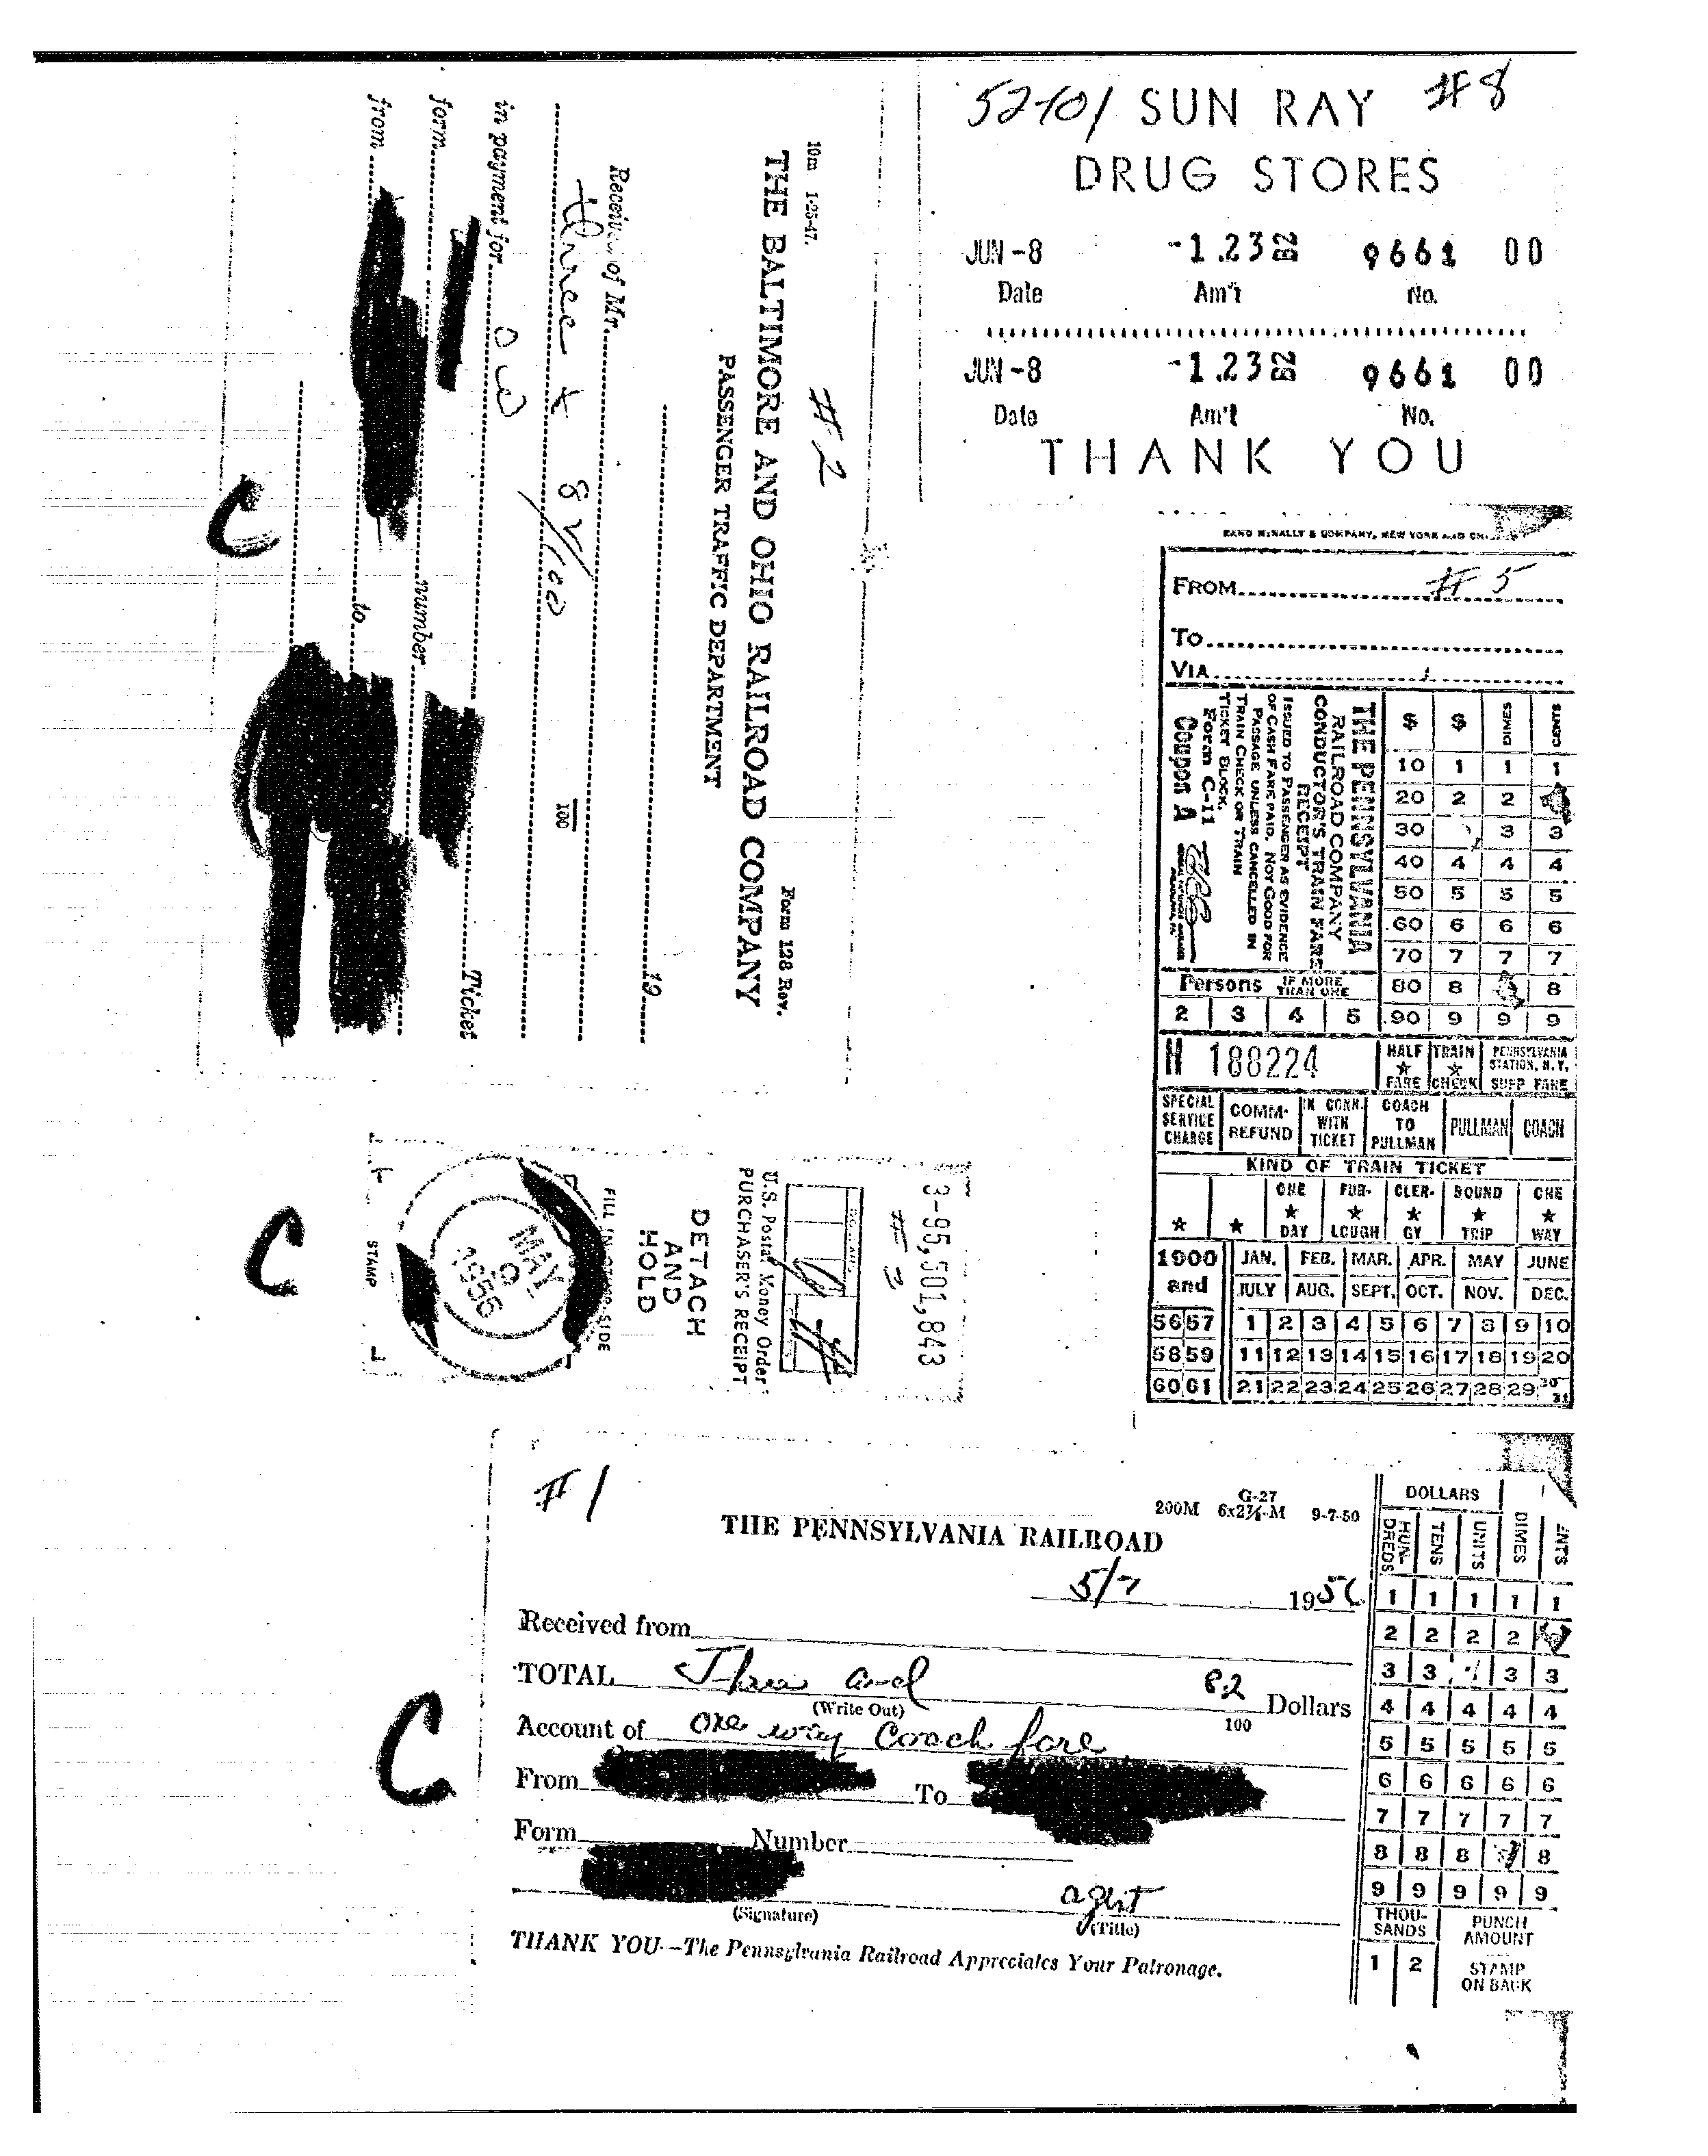 52-101 SUN RAY #8
DRUG STORES
JUN-8 -1.23 B2 9661 00
Date Am't No.
JUN-8 -1.23 B2 9661 00
Date Am't No.
THANK YOU
#2
10m 1-25-47. Form 128 Rev.
THE BALTIMORE AND OHIO RAILROAD COMPANY
PASSENGER TRAFFIC DEPARTMENT
19
Received of Mr.
three + 82/100 100
in payment for Ticket
form number
from to
C
RAND McNALLY & COMPANY, NEW YORK AND
FROM #5
TO
VIA
THE PENNSYLVANIA
RAILROAD COMPANY
CONDUCTOR'S TRAIN FARE
RECEIPT
ISSUED TO PASSENGER AS EVIDENCE
OF CASH FARE PAID. NOT GOOD FOR
PASSAGE UNLESS CANCELLED IN
TRAIN CHECK OR TRAIN
TICKET BLOCK.
Form C-11
Coupon A
$ $ DIMES CENTS
10 1 1 1
20 2 2
30 3 3
40 4 4 4
50 5 5 5
60 6 6 6
70 7 7 7
80 8 8
90 9 9 9
Persons IF MORE THAN ONE
2 3 4 5
H 188224
HALF FARE TRAIN CHECK PENNSYLVANIA STATION, N.Y. SUPP FARE
SPECIAL SERVICE CHARGE COMM- REFUND IN CONN. WITH TICKET COACH TO PULLMAN PULLMAN COACH
KIND OF TRAIN TICKET
ONE DAY FUR- LOUGH CLER- GY ROUND TRIP ONE WAY
1900 and JAN. FEB. MAR. APR. MAY JUNE
JULY AUG. SEPT. OCT. NOV. DEC.
56 57 1 2 3 4 5 6 7 8 9 10
58 59 11 12 13 14 15 16 17 18 19 20
60 61 21 22 23 24 25 26 27 28 29 30 31
3-95,501,843
#3
U.S. Postal Money Order
PURCHASER'S RECEIPT
DETACH
AND
HOLD
FILL IN OTHER SIDE
MAY
9
1956
STAMP
C
#1
G-27
200M 6x2¾-M 9-7-50
THE PENNSYLVANIA RAILROAD
5/7 1956
Received from
TOTAL Three and 82/100 Dollars
(Write Out)
Account of one way coach fare
From To
Form Number
agent
(Signature) (Title)
THANK YOU—The Pennsylvania Railroad Appreciates Your Patronage.
C
DOLLARS
HUN- DREDS TENS UNITS DIMES
1 1 1 1 1
2 2 2 2
3 3 3 3
4 4 4 4 4
5 5 5 5 5
6 6 6 6 6
7 7 7 7 7
8 8 8 8
9 9 9 9 9
THOU- SANDS PUNCH AMOUNT
1 2 STAMP ON BACK